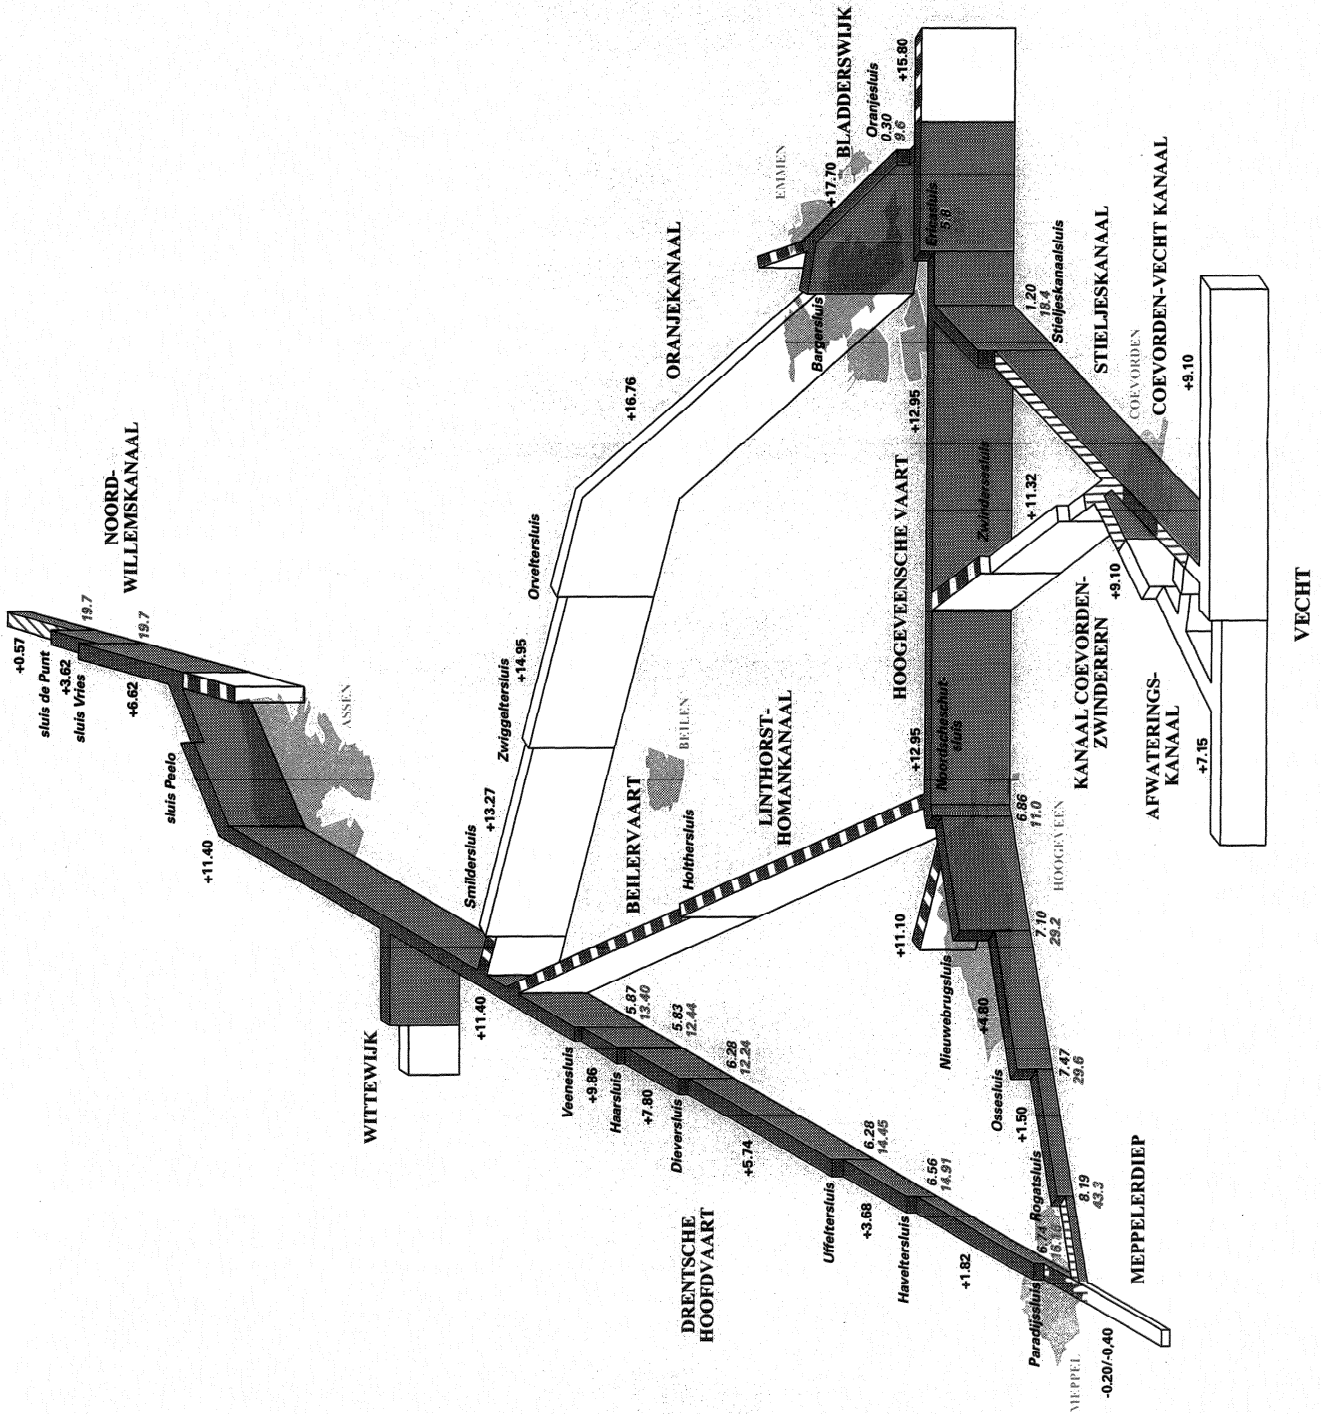 NOORD-
WILLEMSKANAAL
+0.57
sluis de Punt
+3.62
sluis Vries
+6.62
19.7
19.7
sluis Peelo
+11.40
ASSEN
WITTEWIJK
+11.40
Smildersluis
+13.27
Zwiggeltersluis
+14.95
Orveltersluis
+16.76
ORANJEKANAAL
EMMEN
+17.70
BLADDERSWIJK
Oranjesluis
0.30
9.6
+15.80
Bargersluis
Ericasluis
5.8
BEILERVAART
BEILEN
Holthersluis
LINTHORST-
HOMANKANAAL
HOOGEVEENSCHE VAART
+12.95
+12.95
Noordscheschut-
sluis
Zwindersesluis
+11.32
1.20
18.4
Stieltjeskanaalsluis
STIELJESKANAAL
COEVORDEN
COEVORDEN-VECHT KANAAL
+9.10
+9.10
KANAAL COEVORDEN-
ZWINDEREN
AFWATERINGS-
KANAAL
+7.15
VECHT
6.86
11.0
HOOGEVEEN
+11.10
Nieuwebrugsluis
7.10
29.2
+4.80
Ossesluis
7.47
29.6
+1.50
Rogatsluis
8.19
43.3
Veenesluis
5.87
13.40
+9.86
Haarsluis
5.83
12.44
+7.80
Dieversluis
6.28
12.24
+5.74
DRENTSCHE
HOOFDVAART
Uffeltersluis
6.28
14.45
+3.68
Haveltersluis
6.56
14.91
+1.82
Paradijssluis
6.74
MEPPEL
-0.20/-0,40
MEPPELERDIEP